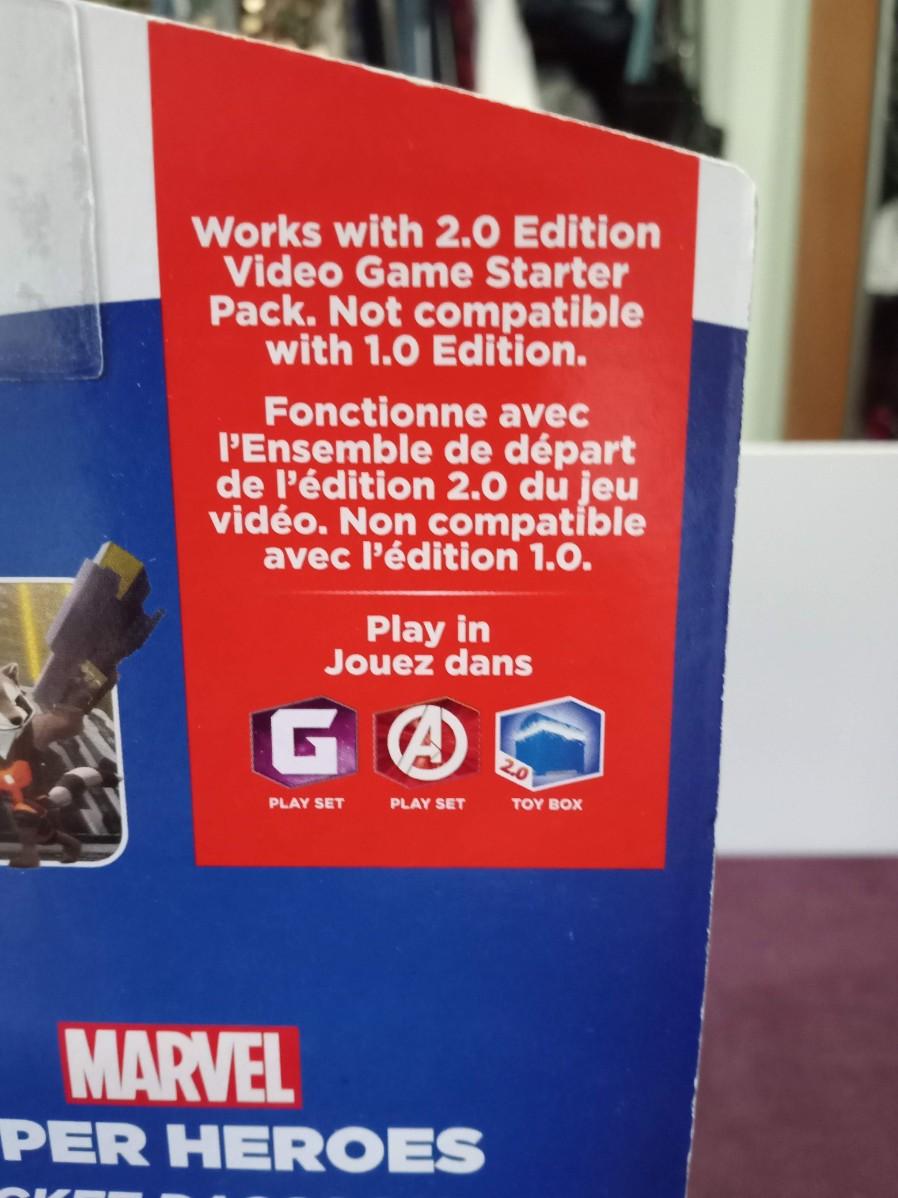 Works with 2.0 Edition
Video Game Starter
Pack. Not compatible
with 1.0 Edition.
Fonctionne avec
l'Ensemble de départ
de l'édition 2.0 du jeu
vidéo. Non compatible
avec l'édition 1.0.
Play in
Jouez dans
G
A
2.0
PLAY SET
PLAY SET
TOY BOX
MARVEL
PER HEROES